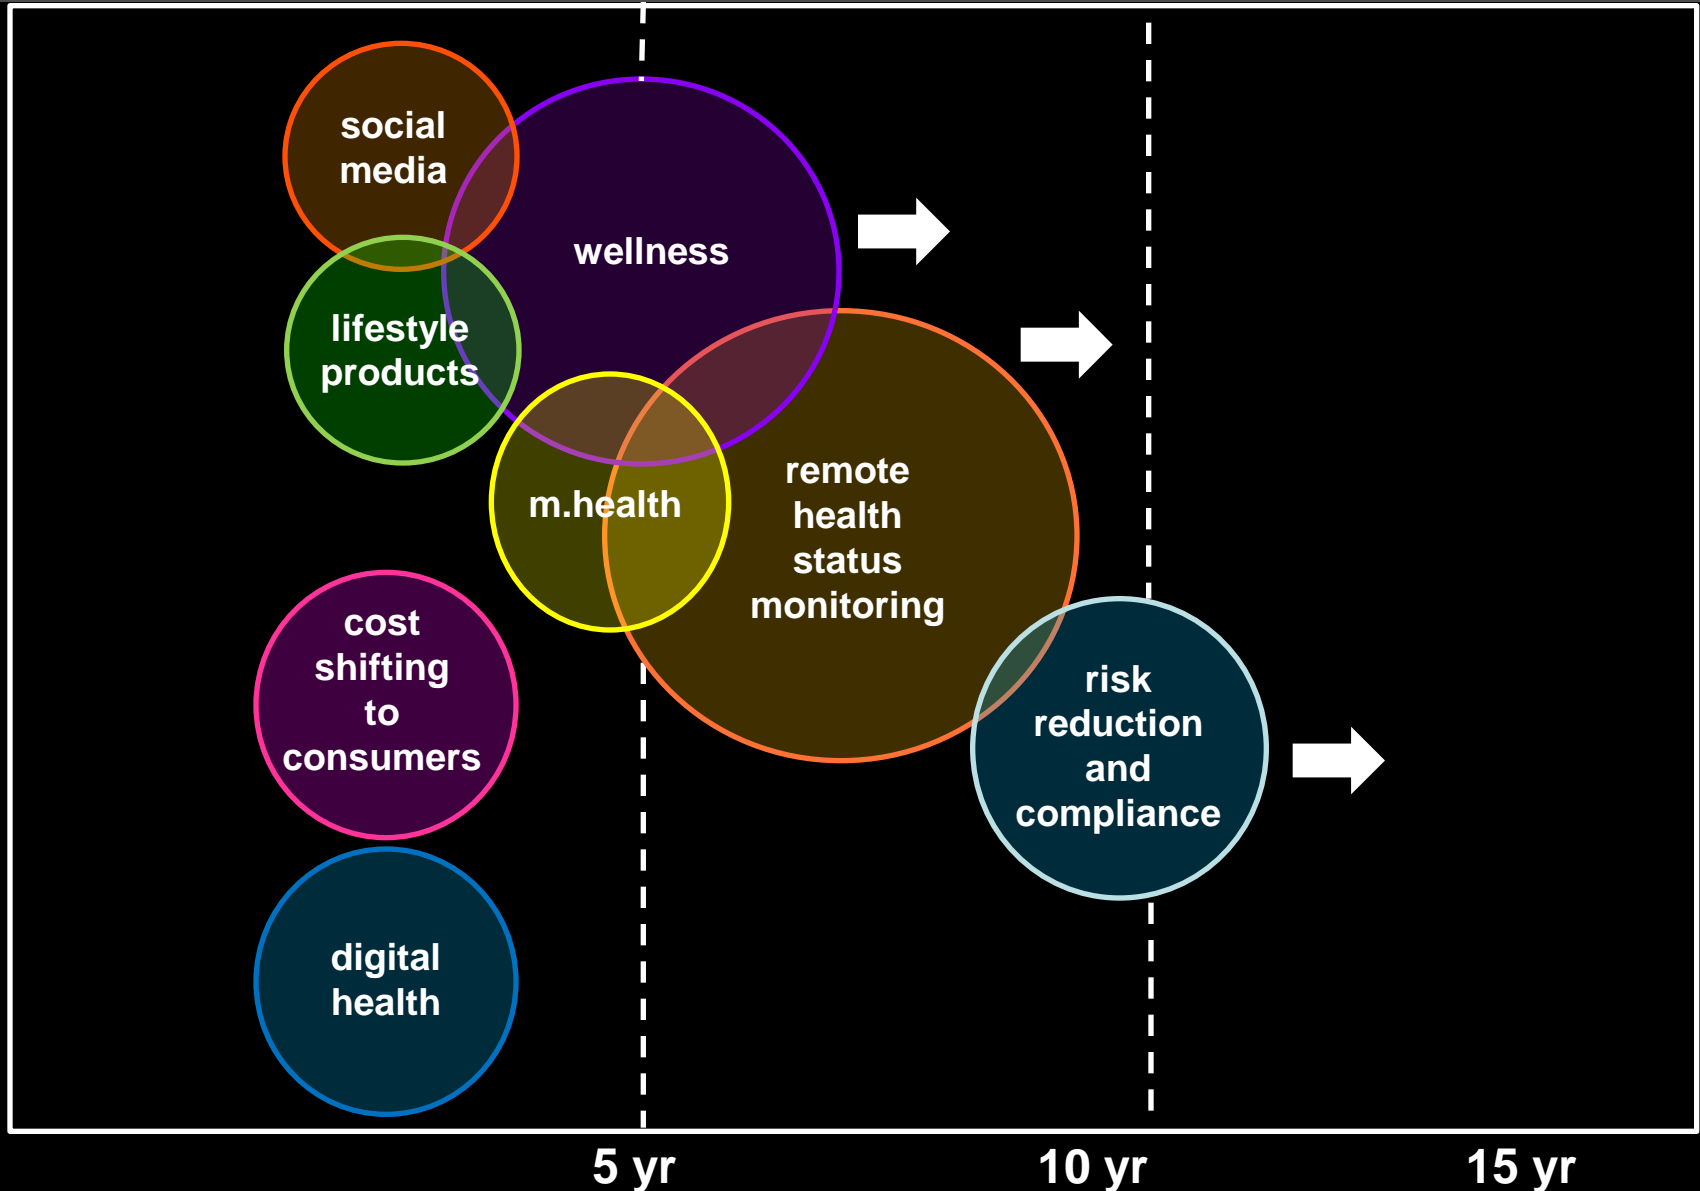 social
media
wellness
lifestyle
products
m.health
remote
health
status
monitoring
cost
shifting
to
consumers
risk
reduction
and
compliance
digital
health
5 yr
10 yr
15 yr